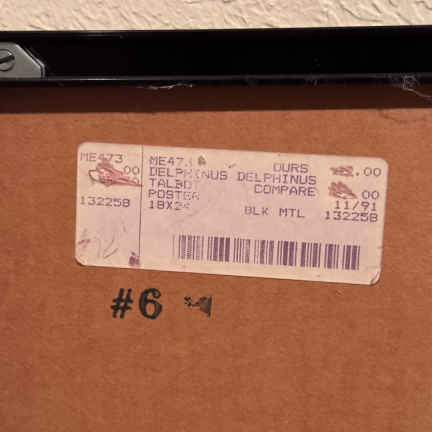 ME473 ME473 OURS .00
.00 DELPHINUS DELPHINUS
TALBOT COMPARE .00
POSTER 11/91
132258 18X24 BLK MTL 132258
#6